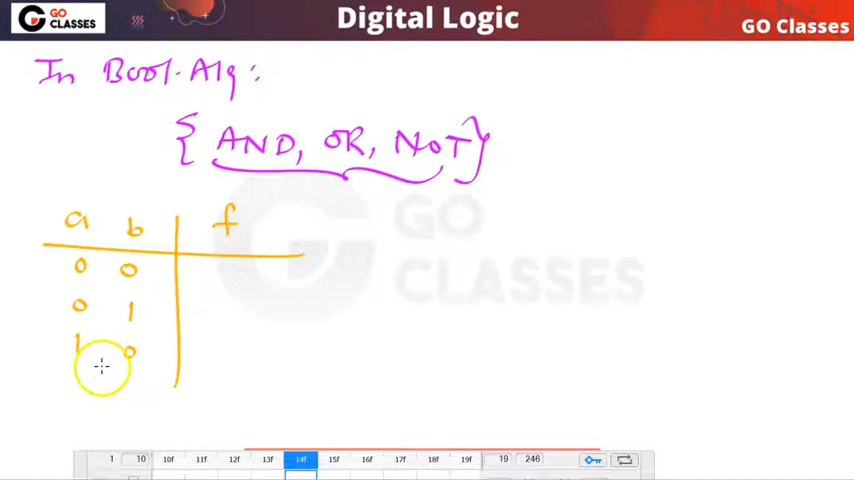 GO CLASSES
Digital Logic
GO Classes
In Bool. Alg:
{ AND, OR, NOT }
a b f
0 0
0 1
1 0
GO CLASSES
1 10 10f 11f 12f 13f 14f 15f 16f 17f 18f 19f 19 246